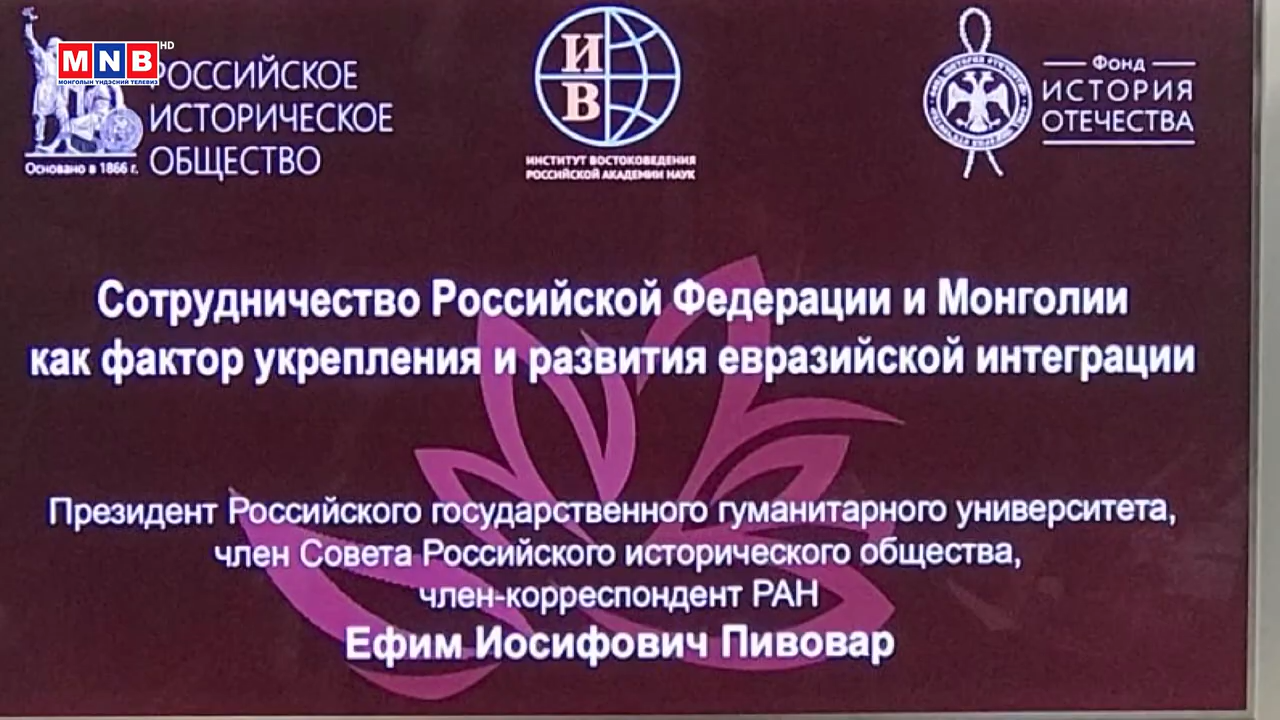 MNB HD
МОНГОЛЫН ҮНДЭСНИЙ ТЕЛЕВИЗ
РОССИЙСКОЕ
ИСТОРИЧЕСКОЕ
ОБЩЕСТВО
Основано в 1866 г.
И
В
ИНСТИТУТ ВОСТОКОВЕДЕНИЯ
РОССИЙСКОЙ АКАДЕМИИ НАУК
Фонд
ИСТОРИЯ
ОТЕЧЕСТВА
Сотрудничество Российской Федерации и Монголии
как фактор укрепления и развития евразийской интеграции
Президент Российского государственного гуманитарного университета,
член Совета Российского исторического общества,
член-корреспондент РАН
Ефим Иосифович Пивовар